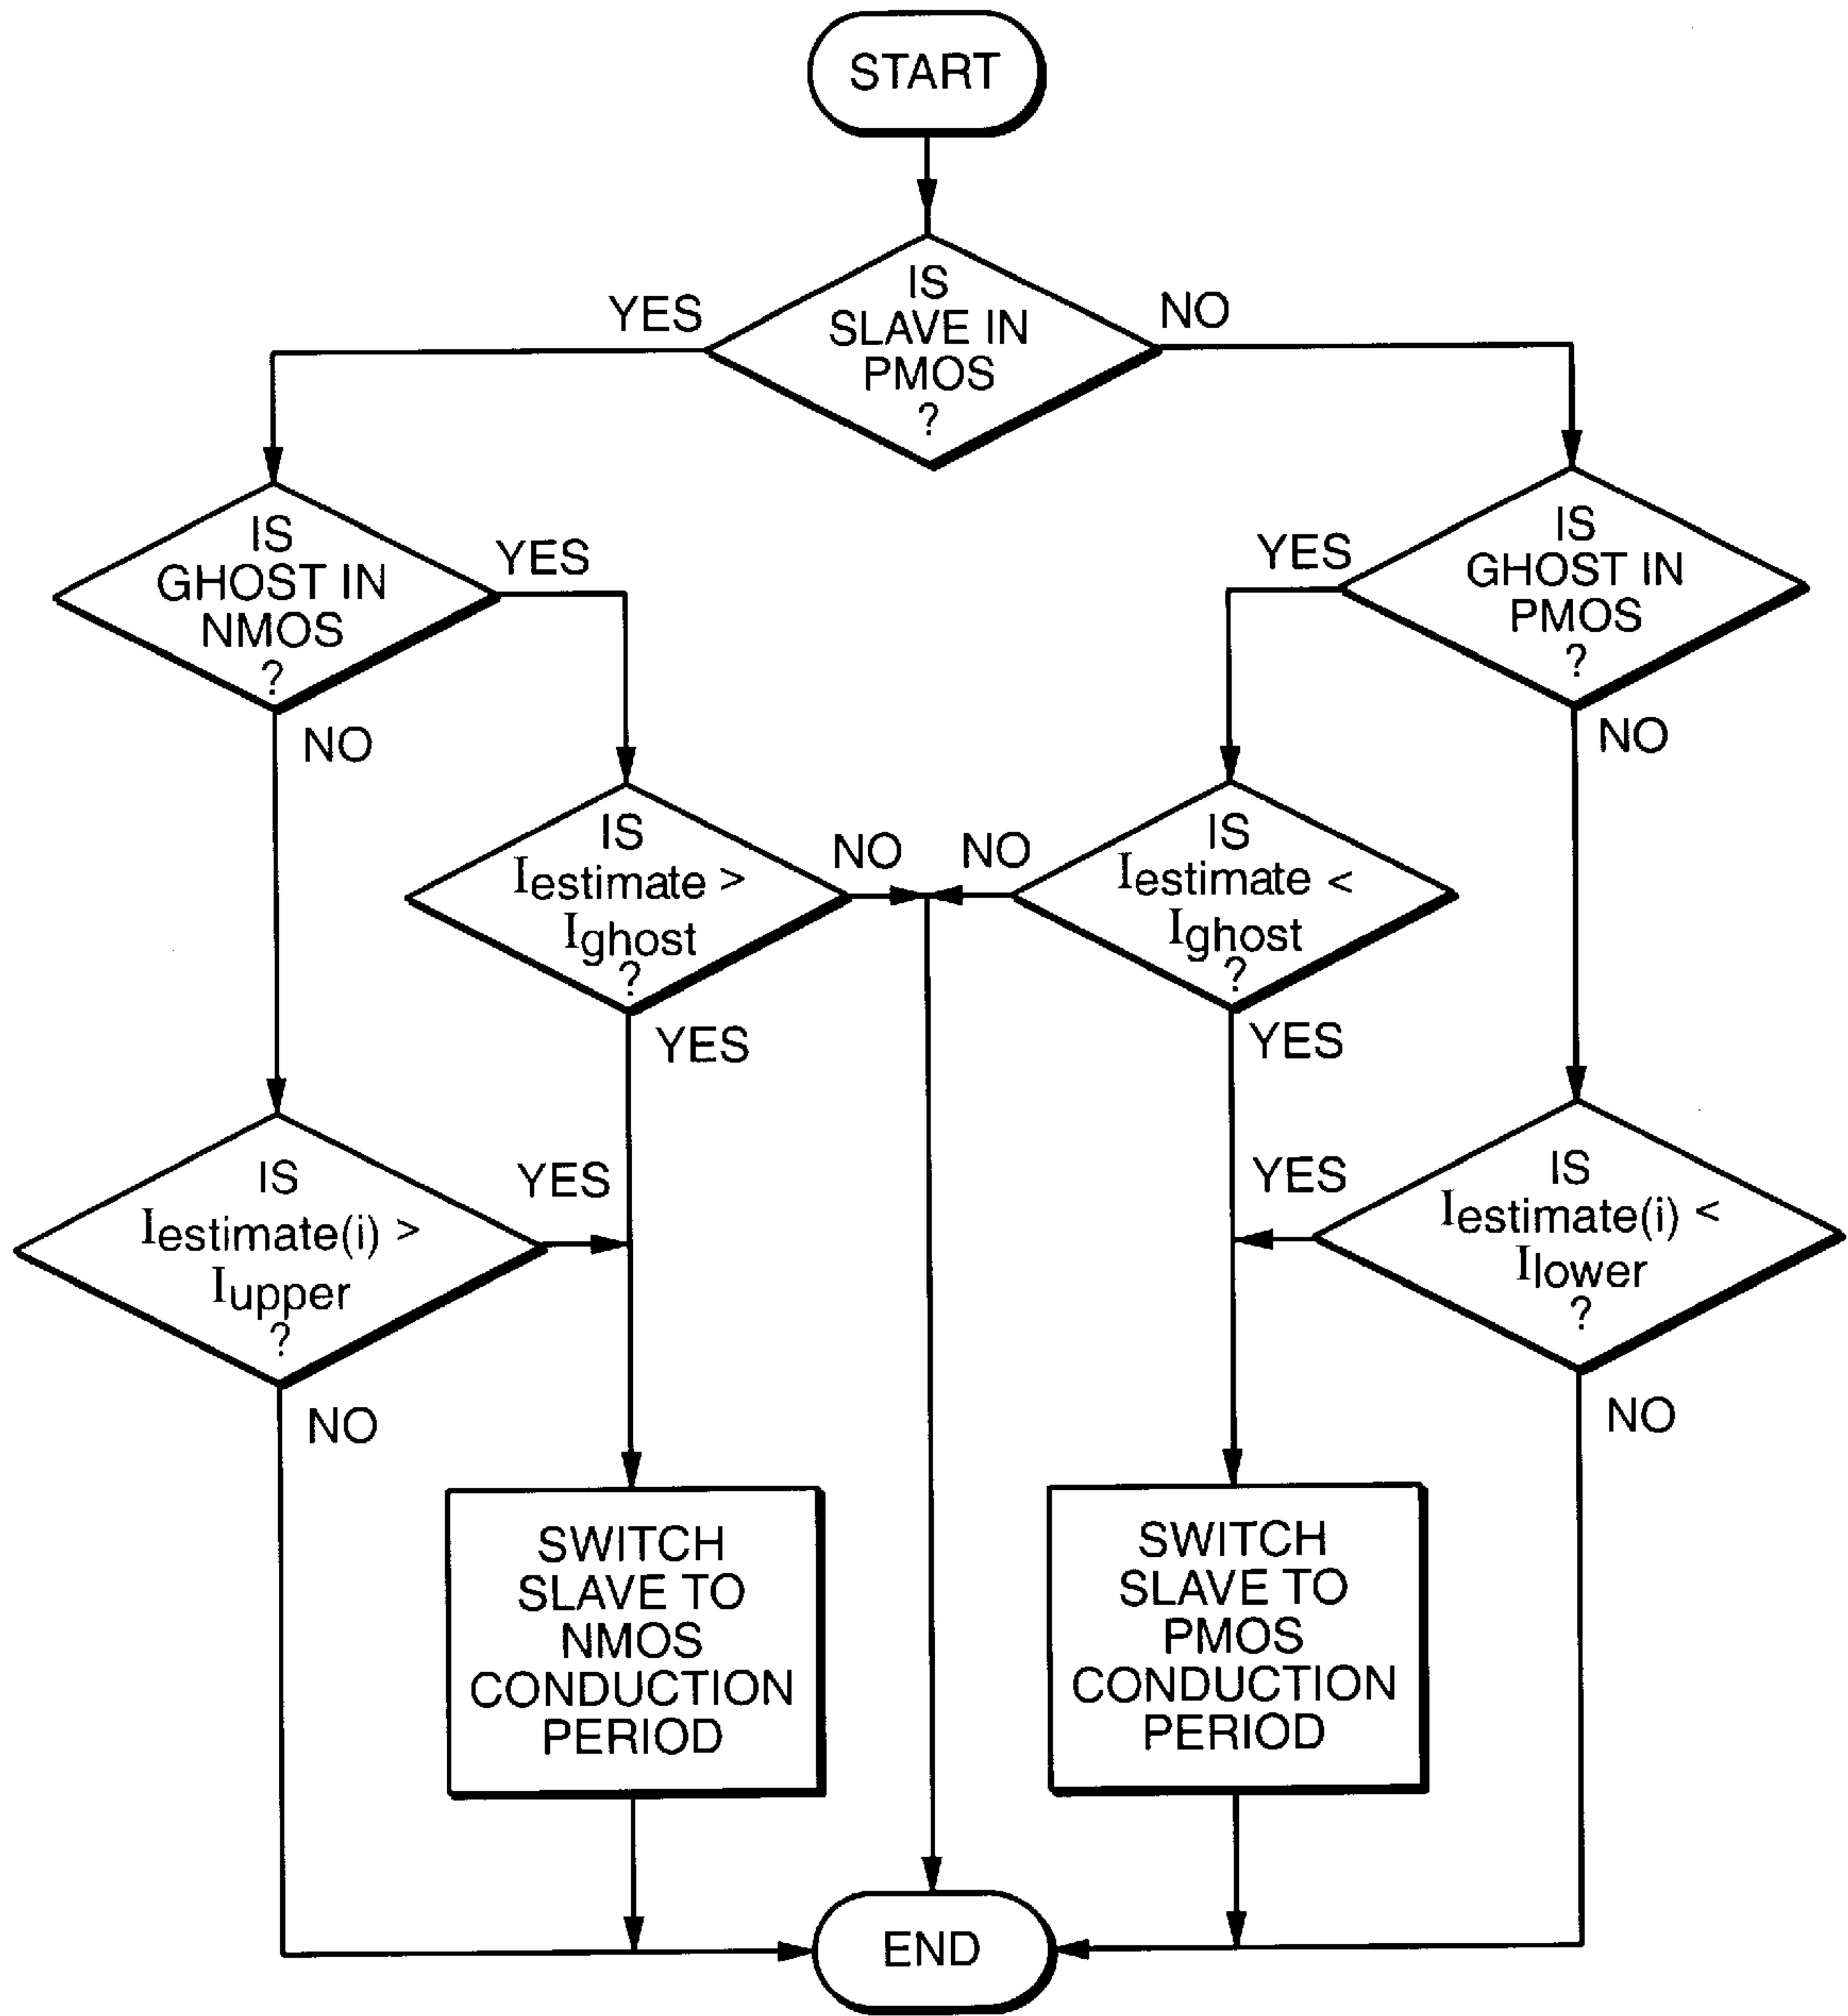 START
IS
SLAVE IN
PMOS
?
YES
NO
IS
GHOST IN
NMOS
?
YES
NO
IS
GHOST IN
PMOS
?
YES
NO
IS
Iestimate >
Ighost
?
NO
YES
IS
Iestimate <
Ighost
?
NO
YES
IS
Iestimate(i) >
Iupper
?
YES
NO
IS
Iestimate(i) <
Ilower
?
YES
NO
SWITCH
SLAVE TO
NMOS
CONDUCTION
PERIOD
SWITCH
SLAVE TO
PMOS
CONDUCTION
PERIOD
END